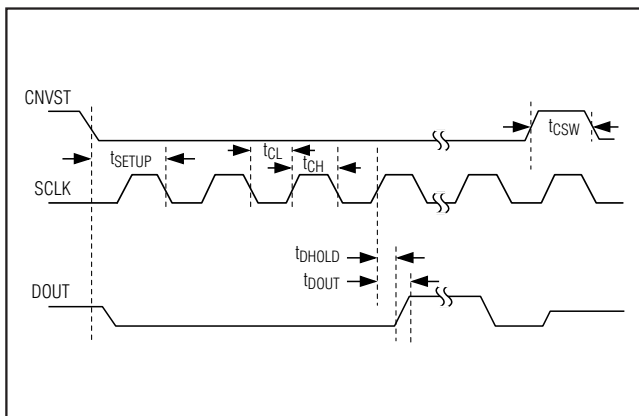 CNVST
tCSW
tSETUP
tCL
tCH
SCLK
tDHOLD
tDOUT
DOUT